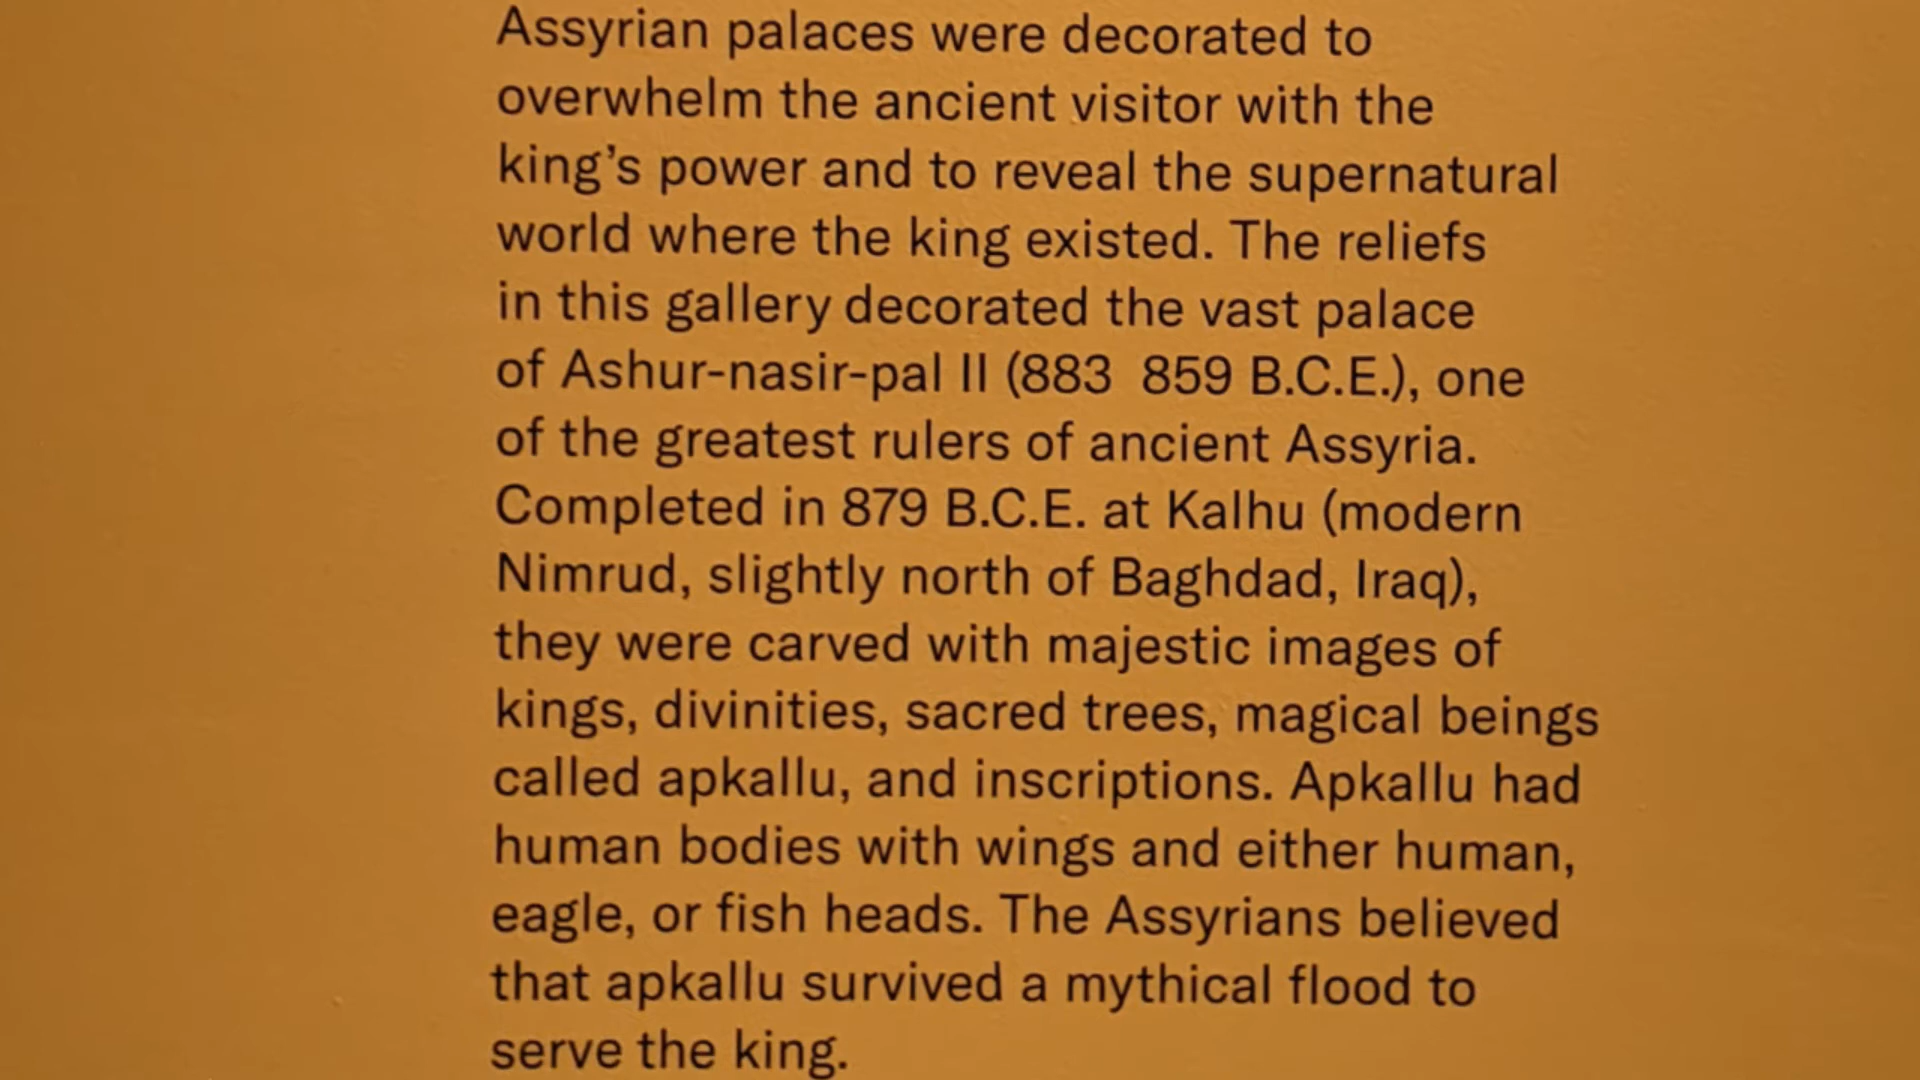 Assyrian palaces were decorated to
overwhelm the ancient visitor with the
king’s power and to reveal the supernatural
world where the king existed. The reliefs
in this gallery decorated the vast palace
of Ashur-nasir-pal II (883  859 B.C.E.), one
of the greatest rulers of ancient Assyria.
Completed in 879 B.C.E. at Kalhu (modern
Nimrud, slightly north of Baghdad, Iraq),
they were carved with majestic images of
kings, divinities, sacred trees, magical beings
called apkallu, and inscriptions. Apkallu had
human bodies with wings and either human,
eagle, or fish heads. The Assyrians believed
that apkallu survived a mythical flood to
serve the king.